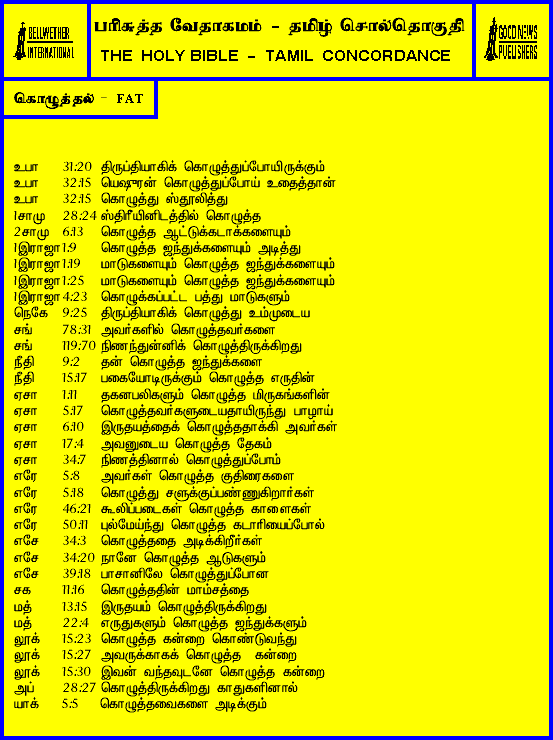 BELLWETHER
INTERNATIONAL
பரிசுத்த வேதாகமம் - தமிழ் சொல்தொகுதி
THE HOLY BIBLE - TAMIL CONCORDANCE
GOOD NEWS
PUBLISHERS
கொழுத்தல் - FAT
உபா 31:20 திருப்தியாகிக் கொழுத்துப்போயிருக்கும்
உபா 32:15 யெஷுரன் கொழுத்துப்போய் உதைத்தான்
உபா 32:15 கொழுத்து ஸ்தூலித்து
1சாமு 28:24 ஸ்திரீயினிடத்தில் கொழுத்த
2சாமு 6:13 கொழுத்த ஆட்டுக்கடாக்களையும்
1இராஜா 1:9 கொழுத்த ஜந்துக்களையும் அடித்து
1இராஜா 1:19 மாடுகளையும் கொழுத்த ஜந்துக்களையும்
1இராஜா 1:25 மாடுகளையும் கொழுத்த ஜந்துக்களையும்
1இராஜா 4:23 கொழுக்கப்பட்ட பத்து மாடுகளும்
நெகே 9:25 திருப்தியாகிக் கொழுத்து உம்முடைய
சங் 78:31 அவர்களில் கொழுத்தவர்களை
சங் 119:70 நிணந்துன்னிக் கொழுத்திருக்கிறது
நீதி 9:2 தன் கொழுத்த ஜந்துக்களை
நீதி 15:17 பகையோடிருக்கும் கொழுத்த எருதின்
ஏசா 1:11 தகனபலிகளும் கொழுத்த மிருகங்களின்
ஏசா 5:17 கொழுத்தவர்களுடையதாயிருந்து பாழாய்
ஏசா 6:10 இருதயத்தைக் கொழுத்ததாக்கி அவர்கள்
ஏசா 17:4 அவனுடைய கொழுத்த தேகம்
ஏசா 34:7 நிணத்தினால் கொழுத்துப்போம்
எரே 5:8 அவர்கள் கொழுத்த குதிரைகளை
எரே 5:18 கொழுத்து சளுக்குப்பண்ணுகிறார்கள்
எரே 46:21 கூலிப்படைகள் கொழுத்த காளைகள்
எரே 50:11 புல்மேய்ந்து கொழுத்த கடாரியைப்போல்
எசே 34:3 கொழுத்ததை அடிக்கிறீர்கள்
எசே 34:20 நானே கொழுத்த ஆடுகளும்
எசே 39:18 பாசானிலே கொழுத்துப்போன
சக 11:16 கொழுத்ததின் மாம்சத்தை
மத் 13:15 இருதயம் கொழுத்திருக்கிறது
மத் 22:4 எருதுகளும் கொழுத்த ஜந்துக்களும்
லூக் 15:23 கொழுத்த கன்றை கொண்டுவந்து
லூக் 15:27 அவருக்காகக் கொழுத்த கன்றை
லூக் 15:30 இவன் வந்தவுடனே கொழுத்த கன்றை
அப் 28:27 கொழுத்திருக்கிறது காதுகளினால்
யாக் 5:5 கொழுத்தவைகளை அடிக்கும்